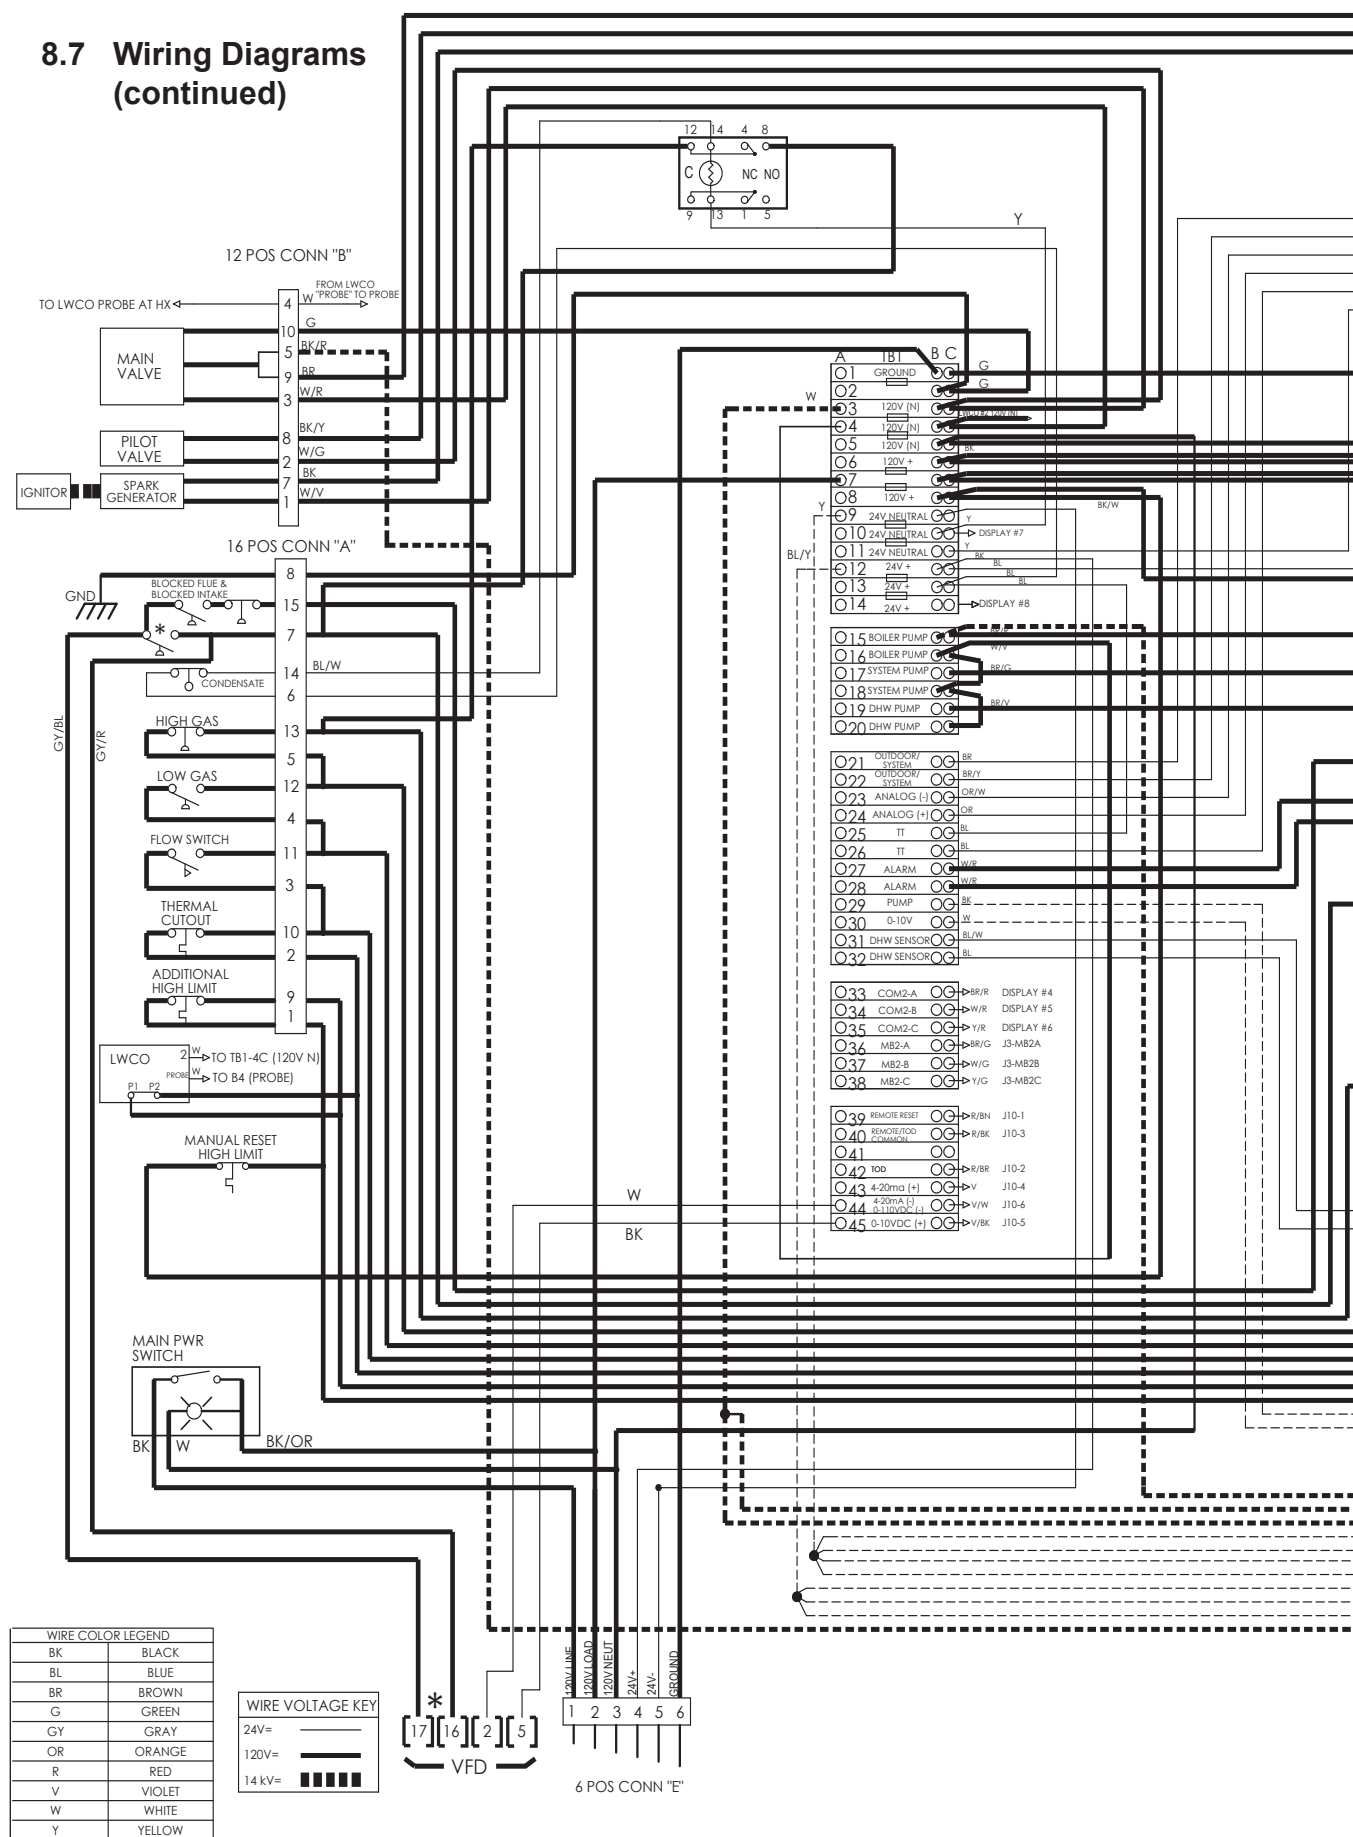 8.7 Wiring Diagrams
(continued)
12 14 4 8
C NC NO
9 13 1 5
Y
12 POS CONN "B"
TO LWCO PROBE AT HX
4 W
FROM LWCO
"PROBE" TO PROBE
10 G
5 BK/R
MAIN
VALVE
9 BR
3 W/R
8 BK/Y
PILOT
VALVE
2 W/G
7 BK
IGNITOR
SPARK
GENERATOR
1 W/V
16 POS CONN "A"
8
GND
BLOCKED FLUE &
BLOCKED INTAKE
15
*
7
14 BL/W
CONDENSATE
6
GY/BL
GY/R
HIGH GAS
13
5
LOW GAS
12
4
FLOW SWITCH
11
3
THERMAL
CUTOUT
10
2
ADDITIONAL
HIGH LIMIT
9
1
LWCO
2 W TO TB1-4C (120V N)
PROBE W TO B4 (PROBE)
P1 P2
MANUAL RESET
HIGH LIMIT
A TB1 B C
1 GROUND G
2 G
W
3 120V (N)
LWCO #2 120V (N)
4 120V (N)
5 120V (N)
BK
6 120V +
7
8 120V +
BK/W
Y
9 24V NEUTRAL
Y
10 24V NEUTRAL DISPLAY #7
11 24V NEUTRAL Y
BL/Y
BK
12 24V + BL
13 24V + BL
BL
14 24V + DISPLAY #8
15 BOILER PUMP BR/R
16 BOILER PUMP W/V
17 SYSTEM PUMP BR/G
18 SYSTEM PUMP
19 DHW PUMP BR/V
20 DHW PUMP
21 OUTDOOR/
SYSTEM BR
22 OUTDOOR/
SYSTEM BR/Y
23 ANALOG (-) OR/W
24 ANALOG (+) OR
25 TT BL
26 TT BL
27 ALARM W/R
28 ALARM W/R
29 PUMP BK
30 0-10V W
31 DHW SENSOR BL/W
32 DHW SENSOR BL
33 COM2-A BR/R DISPLAY #4
34 COM2-B W/R DISPLAY #5
35 COM2-C Y/R DISPLAY #6
36 MB2-A BR/G J3-MB2A
37 MB2-B W/G J3-MB2B
38 MB2-C Y/G J3-MB2C
39 REMOTE RESET R/BN J10-1
40 REMOTE/TOD
COMMON R/BK J10-3
41
42 TOD R/BR J10-2
43 4-20ma (+) V J10-4
44 4-20mA (-)
0-110VDC (-) V/W J10-6
45 0-10VDC (+) V/BK J10-5
W
BK
MAIN PWR
SWITCH
BK W BK/OR
120V LINE
120V LOAD
120V NEUT
24V+
24V-
GROUND
1 2 3 4 5 6
6 POS CONN "E"
*
17 16 2 5
VFD
WIRE VOLTAGE KEY
24V=
120V=
14 kV=
WIRE COLOR LEGEND
BK BLACK
BL BLUE
BR BROWN
G GREEN
GY GRAY
OR ORANGE
R RED
V VIOLET
W WHITE
Y YELLOW